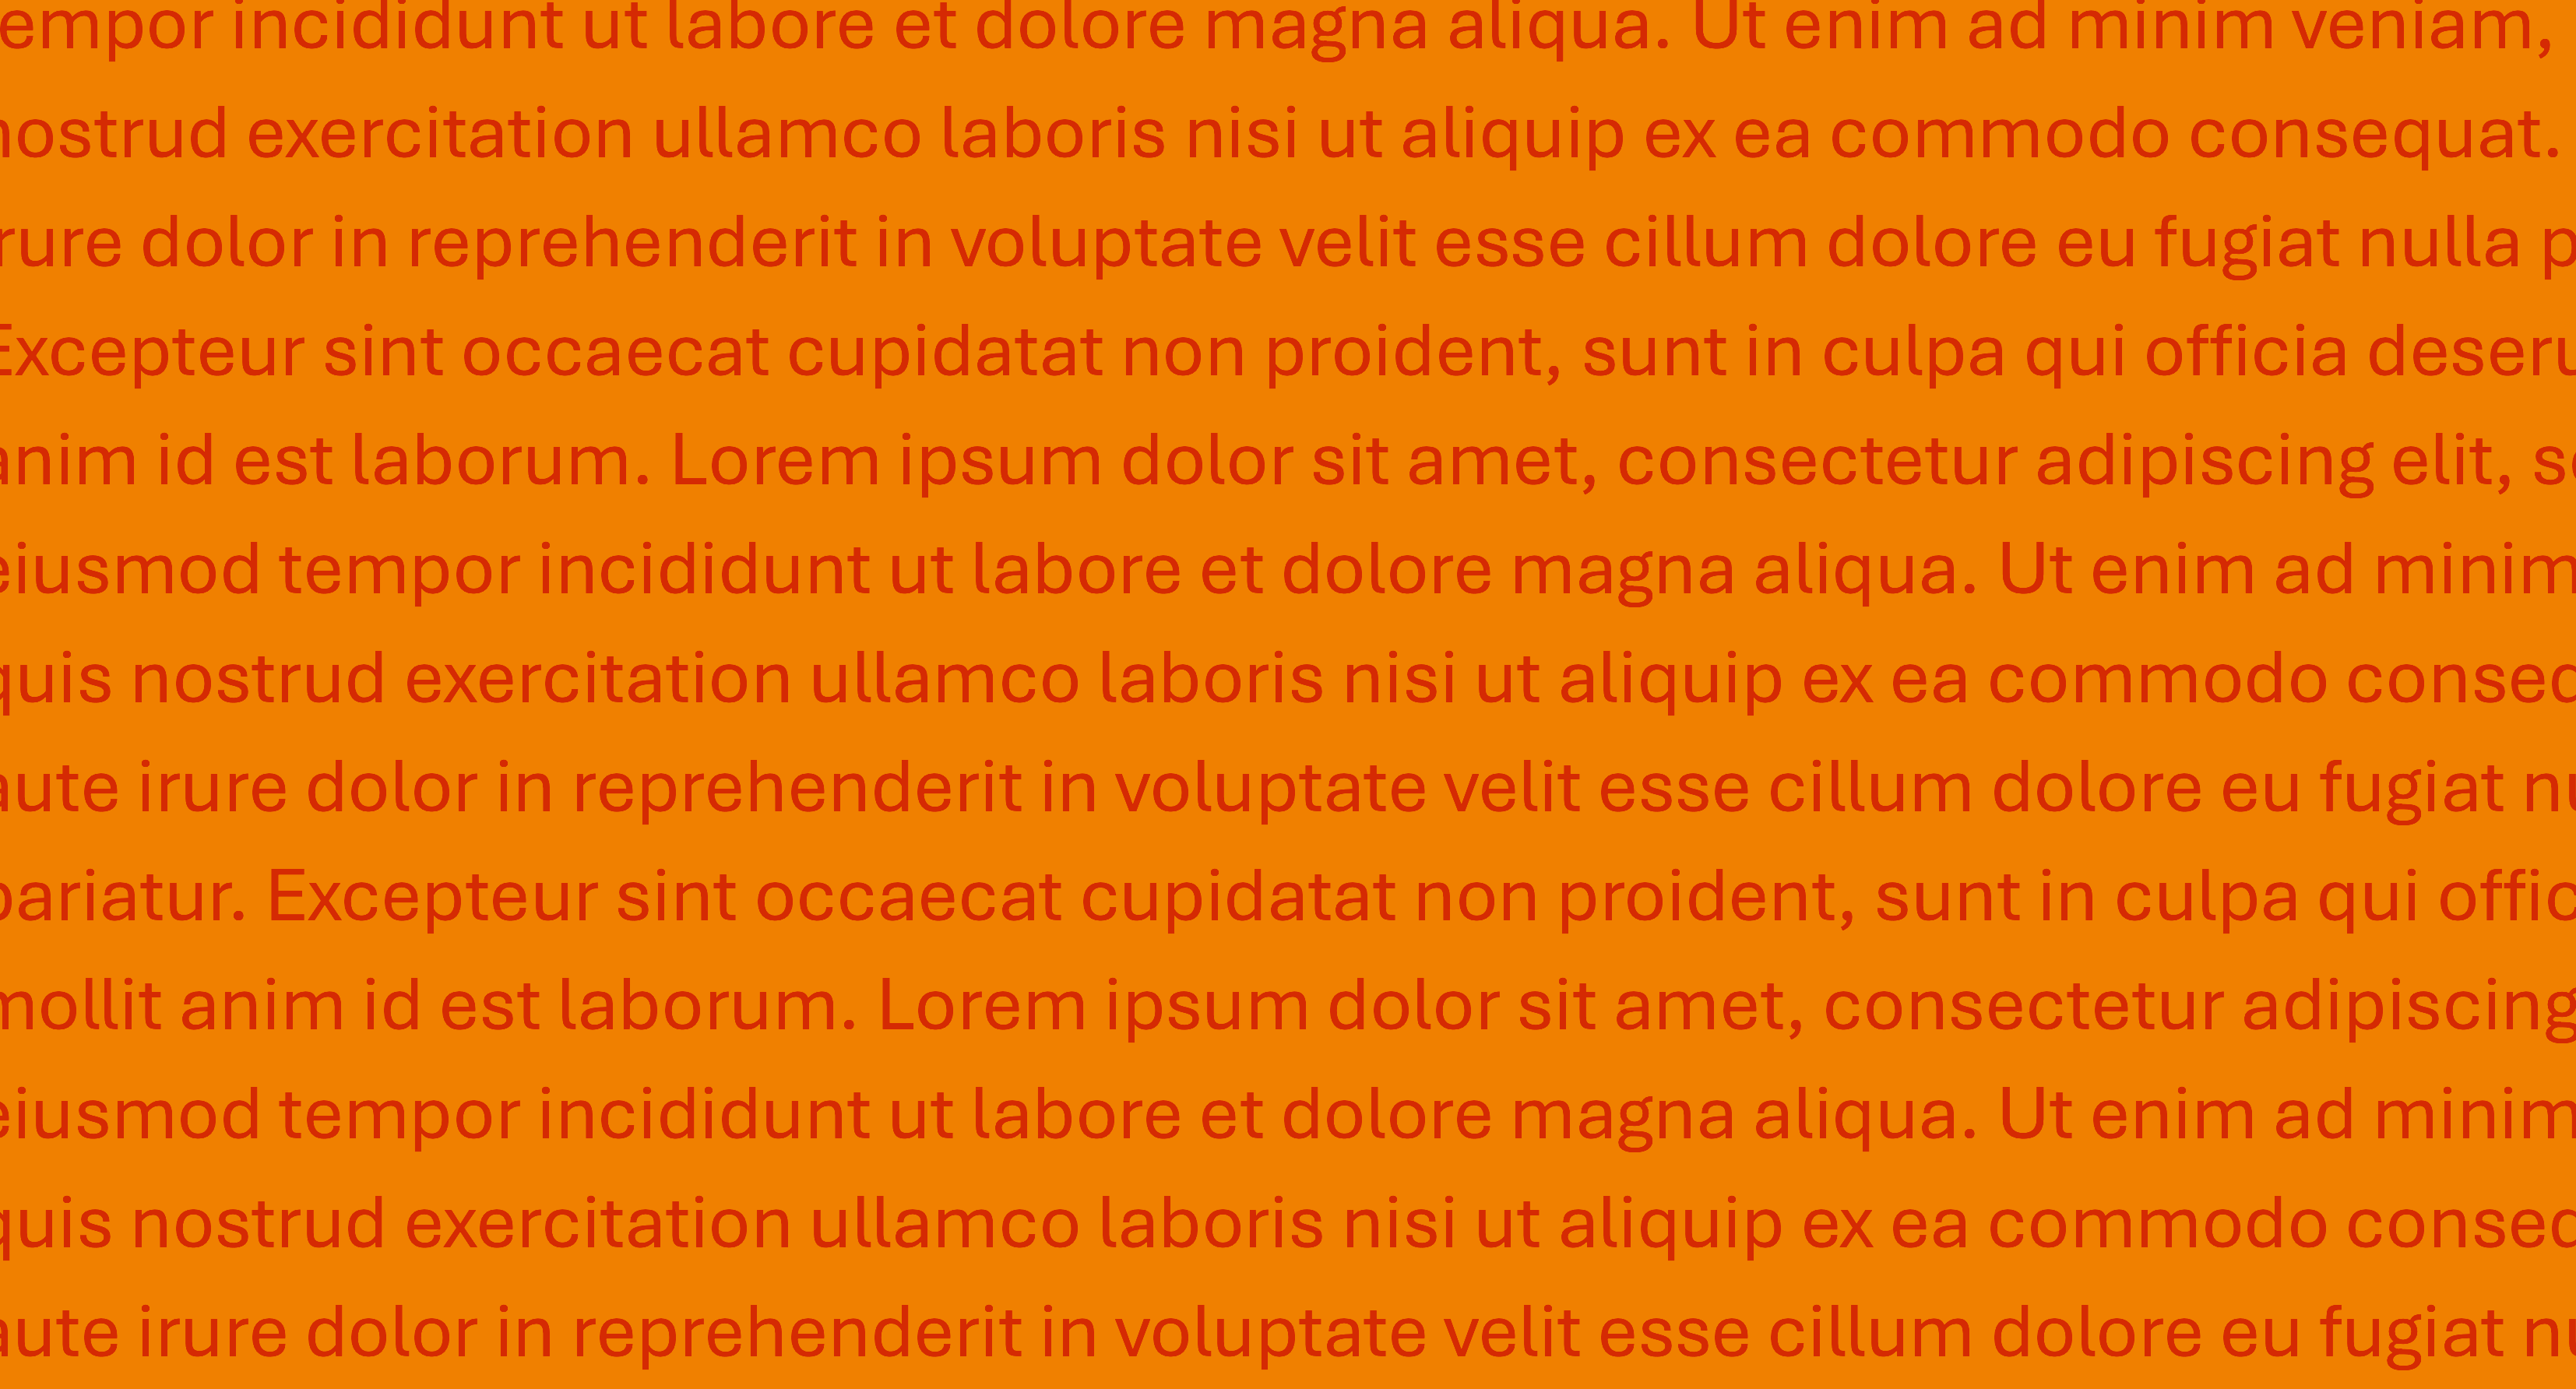 empor incididunt ut labore et dolore magna aliqua. Ut enim ad minim veniam,
nostrud exercitation ullamco laboris nisi ut aliquip ex ea commodo consequat.
rure dolor in reprehenderit in voluptate velit esse cillum dolore eu fugiat nulla p
Excepteur sint occaecat cupidatat non proident, sunt in culpa qui officia deseru
anim id est laborum. Lorem ipsum dolor sit amet, consectetur adipiscing elit, se
eiusmod tempor incididunt ut labore et dolore magna aliqua. Ut enim ad minim
quis nostrud exercitation ullamco laboris nisi ut aliquip ex ea commodo conseq
aute irure dolor in reprehenderit in voluptate velit esse cillum dolore eu fugiat nu
pariatur. Excepteur sint occaecat cupidatat non proident, sunt in culpa qui offic
mollit anim id est laborum. Lorem ipsum dolor sit amet, consectetur adipiscing
eiusmod tempor incididunt ut labore et dolore magna aliqua. Ut enim ad minim
quis nostrud exercitation ullamco laboris nisi ut aliquip ex ea commodo conseq
aute irure dolor in reprehenderit in voluptate velit esse cillum dolore eu fugiat nu